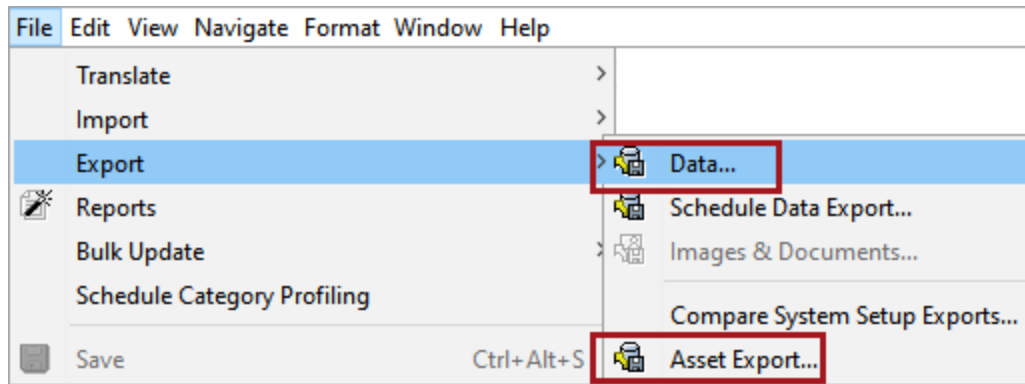 File Edit View Navigate Format Window Help
Translate
Import
Export
Reports
Bulk Update
Schedule Category Profiling
Save Ctrl+Alt+S
Data...
Schedule Data Export...
Images & Documents...
Compare System Setup Exports...
Asset Export...